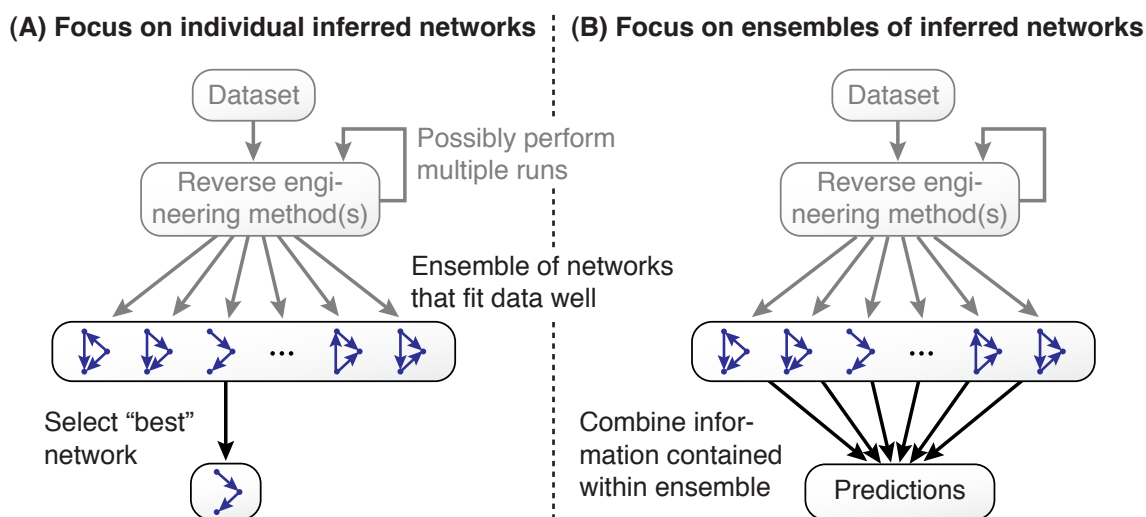 (A) Focus on individual inferred networks
Dataset
Possibly perform
multiple runs
Reverse engi-
neering method(s)
Ensemble of networks
that fit data well
...
Select “best”
network
(B) Focus on ensembles of inferred networks
Dataset
Reverse engi-
neering method(s)
...
Combine infor-
mation contained
within ensemble
Predictions